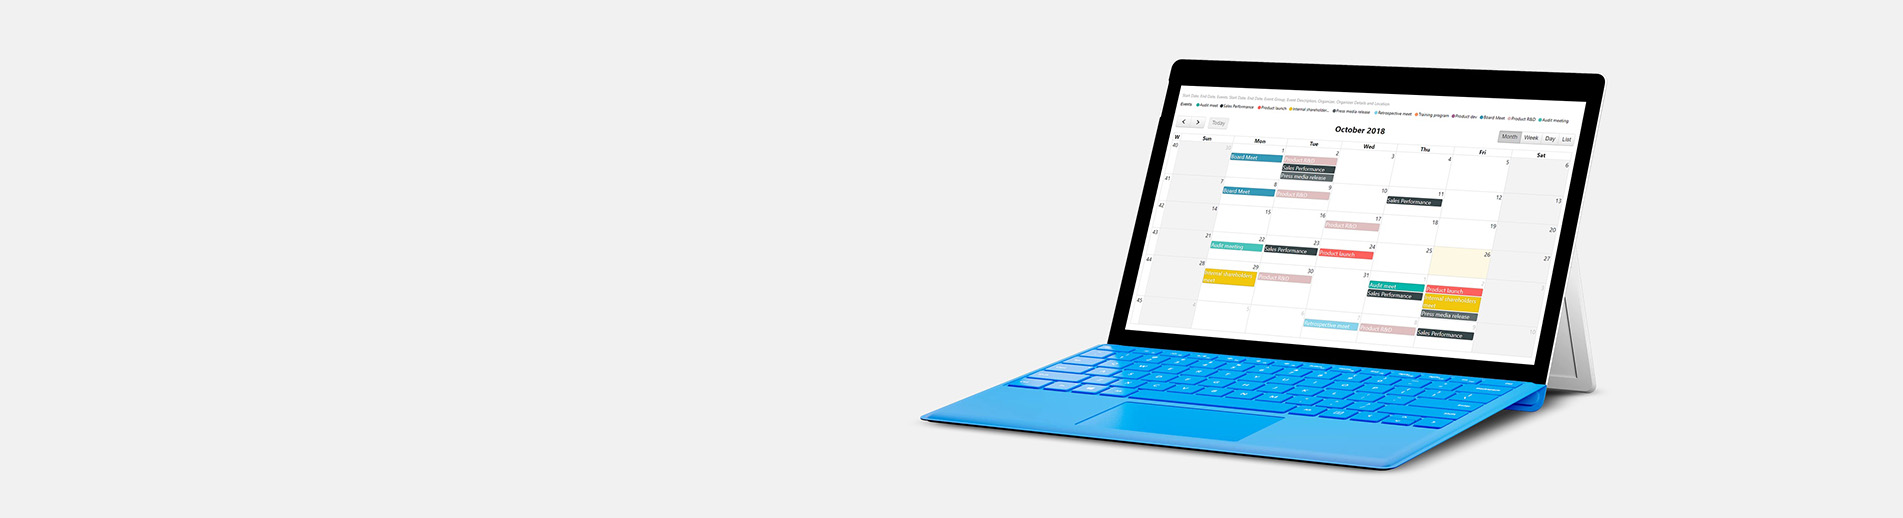 Start Date, End Date, Events, Start Date, End Date, Event Group, Event Description, Organizer, Organizer Details and Location
Events Audit meet Sales Performance Product launch Internal shareholder... Press media release Retrospective meet Training program Product dev Board Meet Product R&D Audit meeting
< > Today
October 2018
Month Week Day List
W Sun Mon Tue Wed Thu Fri Sat
40 30 1 2 3 4 5 6
Board Meet Product R&D
Sales Performance
Press media release
41 7 8 9 10 11 12 13
Board Meet Product R&D Sales Performance
42 14 15 16 17 18 19 20
Product R&D
43 21 22 23 24 25 26 27
Audit meeting Sales Performance Product launch
44 28 29 30 31
Internal shareholders meet Product R&D Audit meet Product launch
Sales Performance Internal shareholders meet
Press media release
45 4 5 6 10
Retrospective meet Product R&D Sales Performance